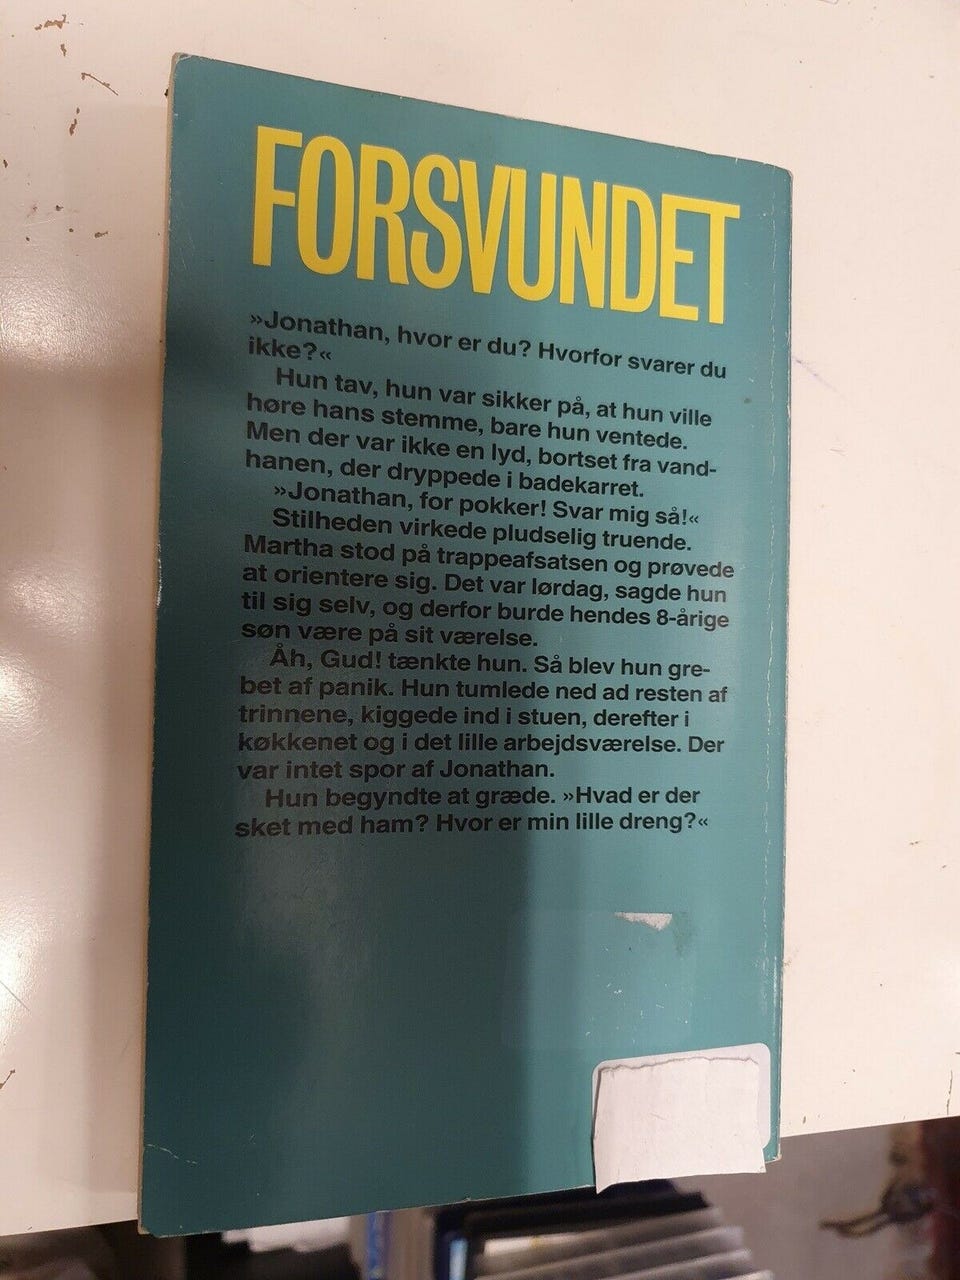 FORSVUNDET
»Jonathan, hvor er du? Hvorfor svarer du
ikke?«
Hun tav, hun var sikker på, at hun ville
høre hans stemme, bare hun ventede.
Men der var ikke en lyd, bortset fra vand-
hanen, der dryppede i badekarret.
»Jonathan, for pokker! Svar mig så!«
Stilheden virkede pludselig truende.
Martha stod på trappeafsatsen og prøvede
at orientere sig. Det var lørdag, sagde hun
til sig selv, og derfor burde hendes 8-årige
søn være på sit værelse.
Åh, Gud! tænkte hun. Så blev hun gre-
bet af panik. Hun tumlede ned ad resten af
trinnene, kiggede ind i stuen, derefter i
køkkenet og i det lille arbejdsværelse. Der
var intet spor af Jonathan.
Hun begyndte at græde. »Hvad er der
sket med ham? Hvor er min lille dreng?«